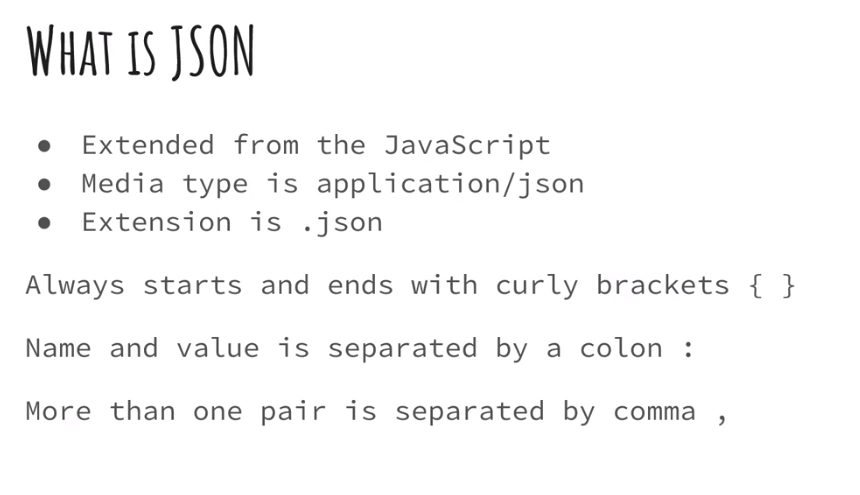 What is JSON
● Extended from the JavaScript
● Media type is application/json
● Extension is .json
Always starts and ends with curly brackets { }
Name and value is separated by a colon :
More than one pair is separated by comma ,